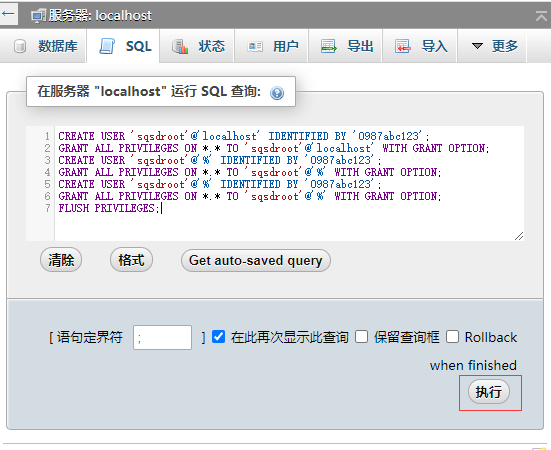 服务器: localhost
数据库 SQL 状态 用户 导出 导入 更多
在服务器 "localhost" 运行 SQL 查询:
1 CREATE USER 'sqsdroot'@'localhost' IDENTIFIED BY '0987abc123';
2 GRANT ALL PRIVILEGES ON *.* TO 'sqsdroot'@'localhost' WITH GRANT OPTION;
3 CREATE USER 'sqsdroot'@'%' IDENTIFIED BY '0987abc123';
4 GRANT ALL PRIVILEGES ON *.* TO 'sqsdroot'@'%' WITH GRANT OPTION;
5 CREATE USER 'sqsdroot'@'%' IDENTIFIED BY '0987abc123';
6 GRANT ALL PRIVILEGES ON *.* TO 'sqsdroot'@'%' WITH GRANT OPTION;
7 FLUSH PRIVILEGES;
清除 格式 Get auto-saved query
[ 语句定界符 ; ] 在此再次显示此查询 保留查询框 Rollback
when finished
执行